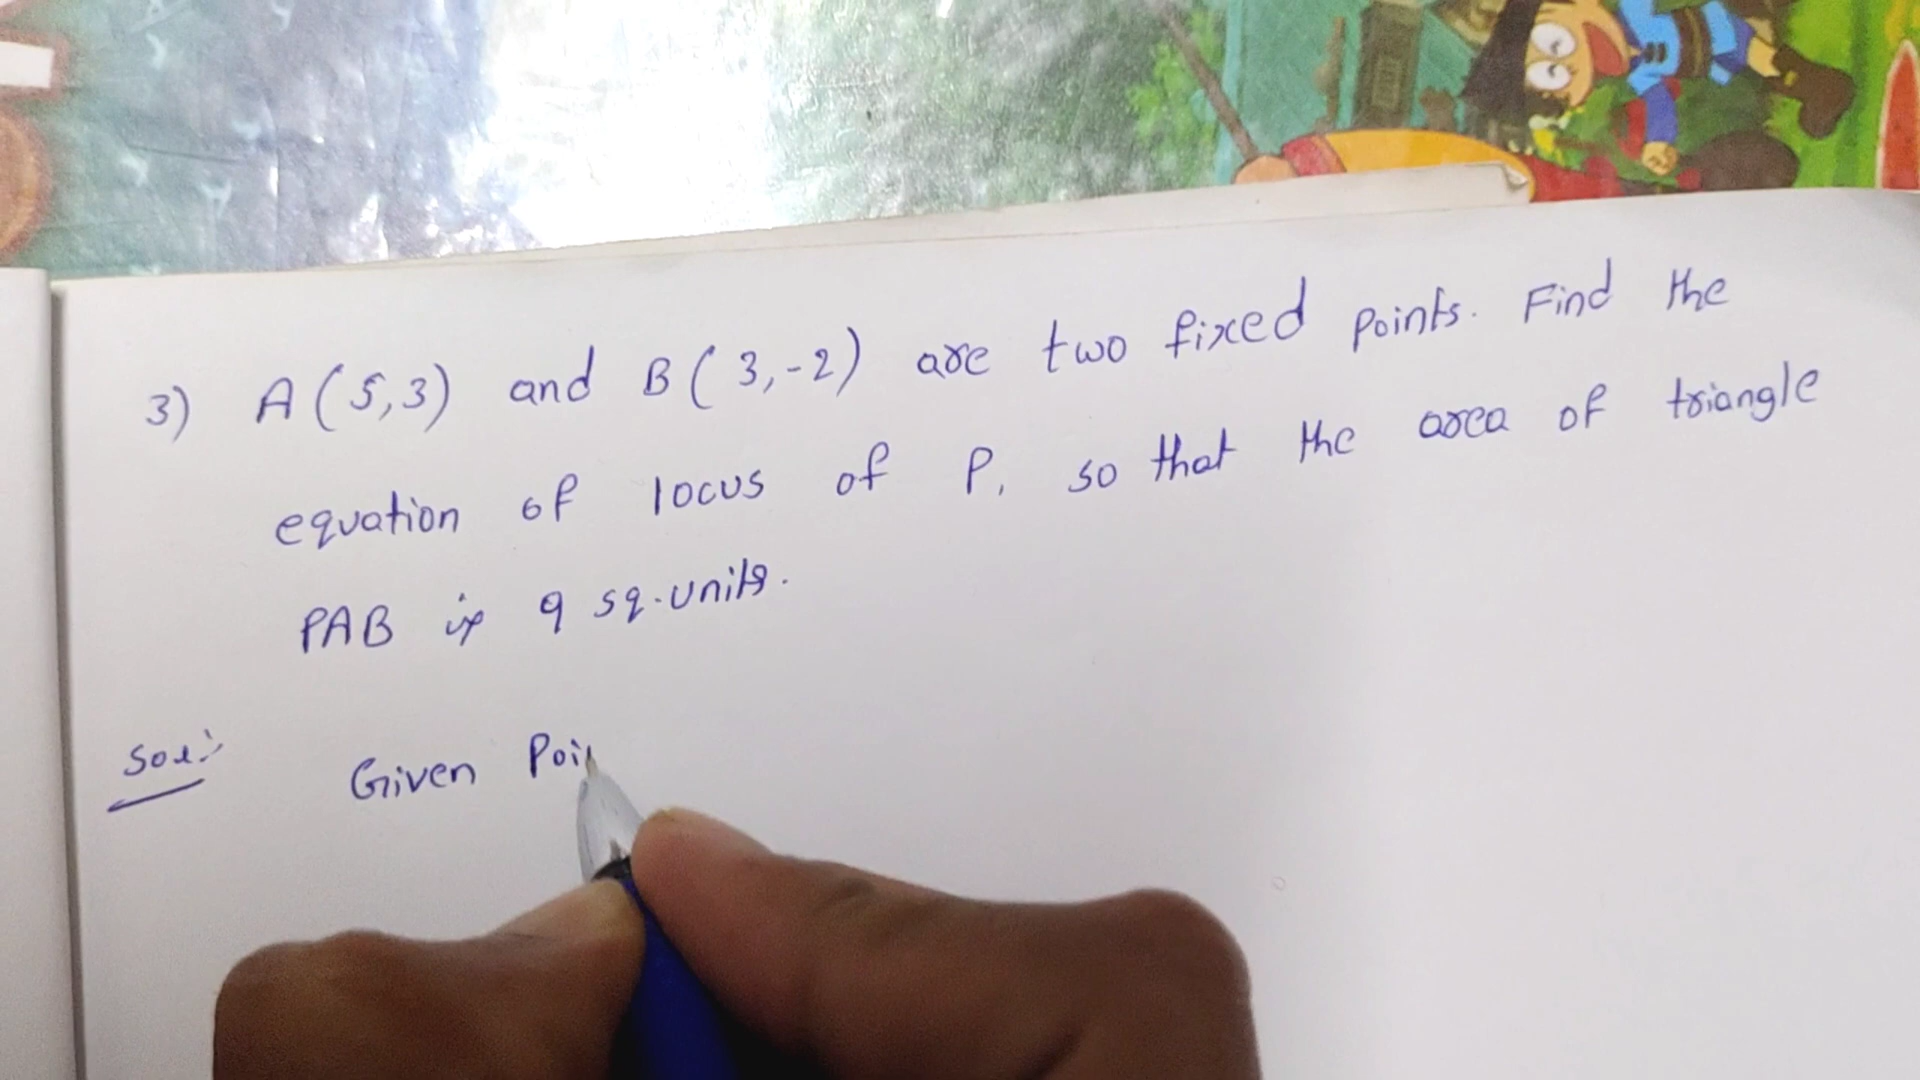 3) A(5,3) and B(3,-2) are two fixed points. Find the
equation of locus of P, so that the area of triangle
PAB is 9 sq.units.
Sol:- Given Poin